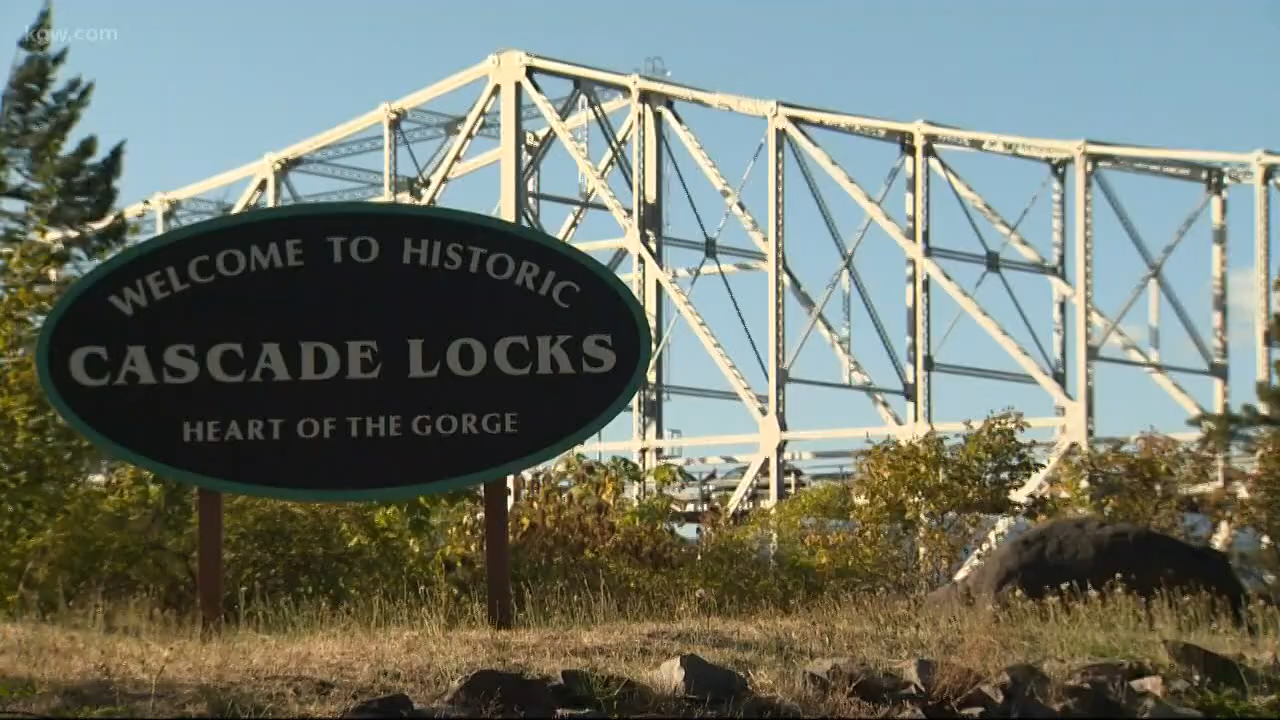 kgw.com
WELCOME TO HISTORIC
CASCADE LOCKS
HEART OF THE GORGE